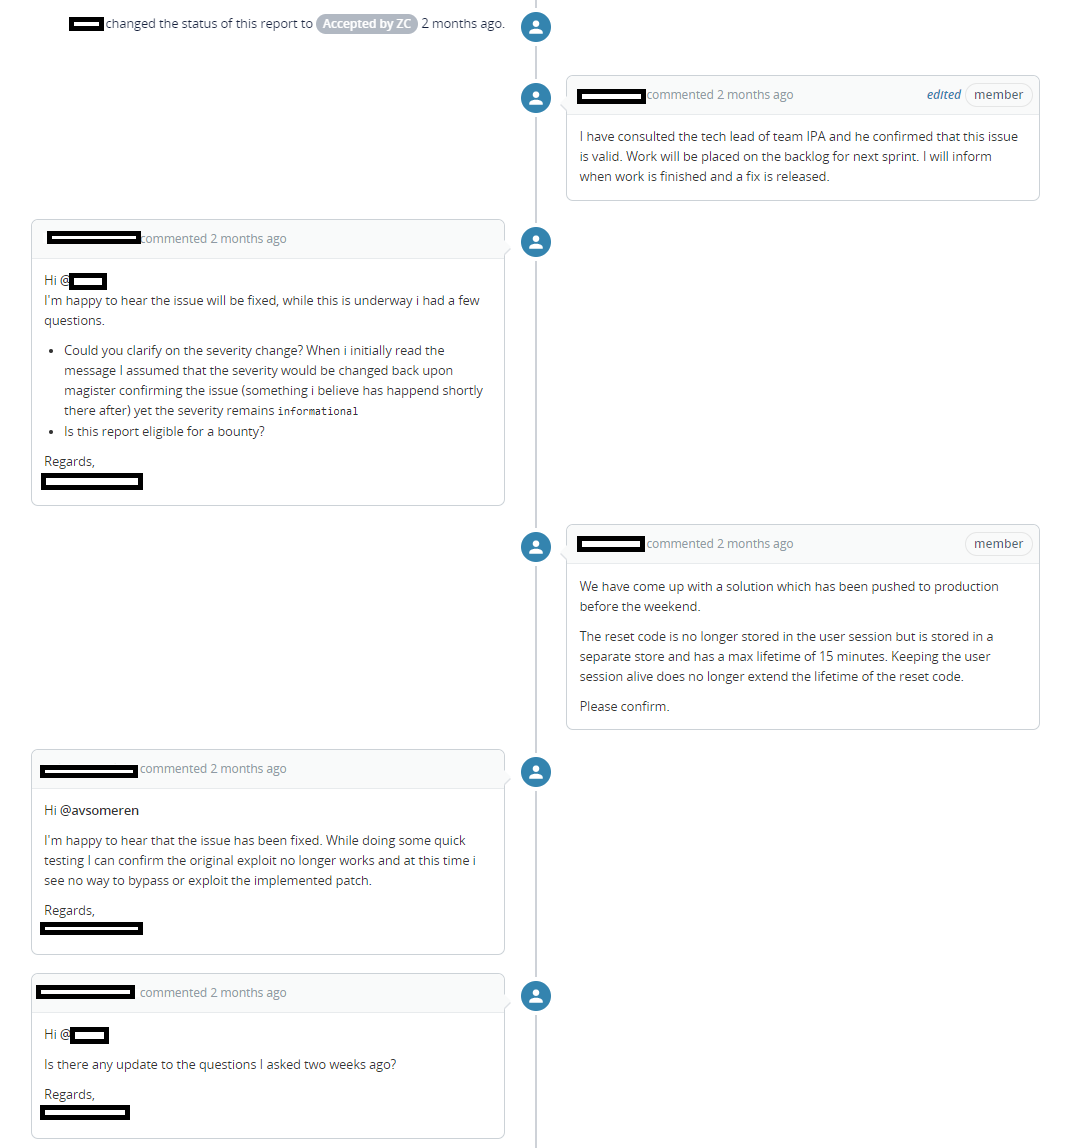 changed the status of this report to Accepted by ZC 2 months ago.
commented 2 months ago edited member
I have consulted the tech lead of team IPA and he confirmed that this issue
is valid. Work will be placed on the backlog for next sprint. I will inform
when work is finished and a fix is released.
commented 2 months ago
Hi @
I'm happy to hear the issue will be fixed, while this is underway i had a few
questions.
• Could you clarify on the severity change? When i initially read the
message I assumed that the severity would be changed back upon
magister confirming the issue (something i believe has happend shortly
there after) yet the severity remains informational
• Is this report eligible for a bounty?
Regards,
commented 2 months ago member
We have come up with a solution which has been pushed to production
before the weekend.
The reset code is no longer stored in the user session but is stored in a
separate store and has a max lifetime of 15 minutes. Keeping the user
session alive does no longer extend the lifetime of the reset code.
Please confirm.
commented 2 months ago
Hi @avsomeren
I'm happy to hear that the issue has been fixed. While doing some quick
testing I can confirm the original exploit no longer works and at this time i
see no way to bypass or exploit the implemented patch.
Regards,
commented 2 months ago
Hi @
Is there any update to the questions I asked two weeks ago?
Regards,